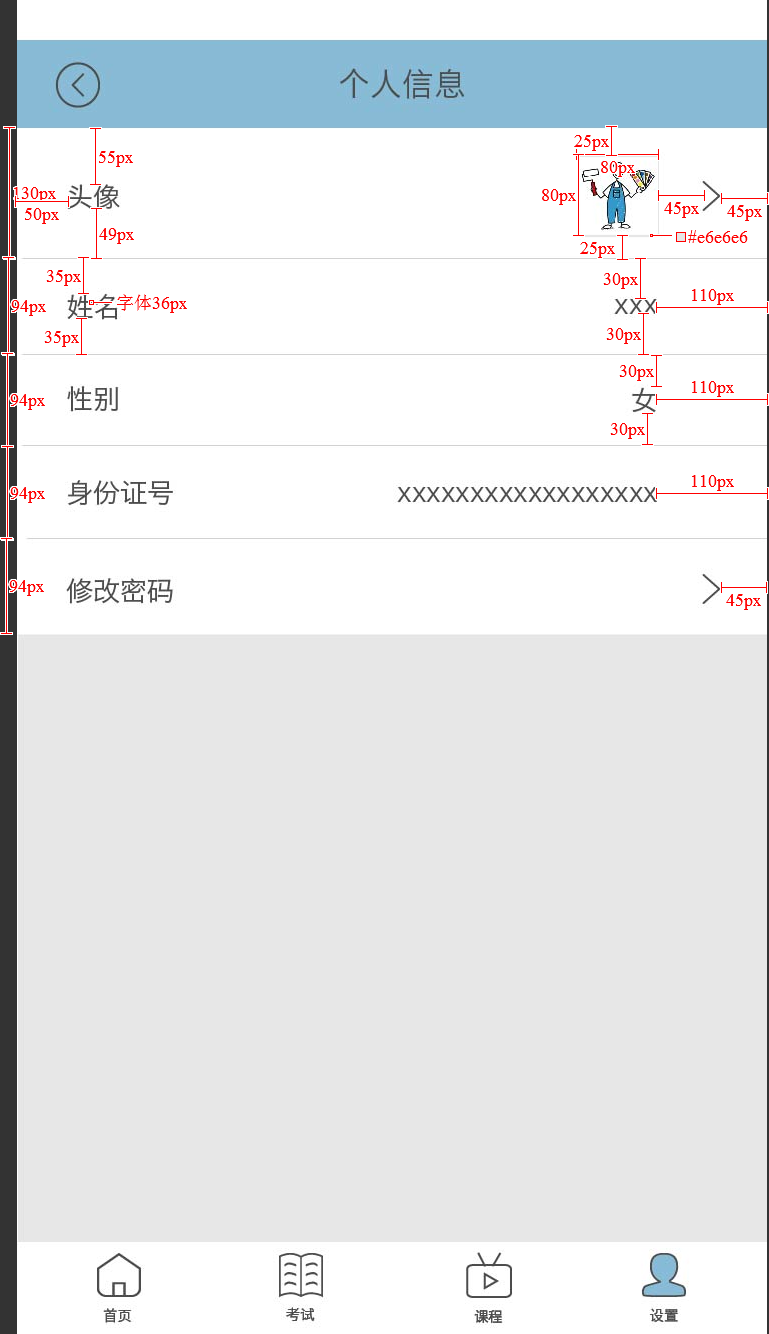 个人信息
25px
55px
80px
130px
头像
80px
50px
45px
45px
49px
#e6e6e6
25px
35px
30px
94px
姓名
字体36px
xxx
110px
35px
30px
30px
94px
性别
女
110px
30px
94px
身份证号
xxxxxxxxxxxxxxxxxx
110px
94px
修改密码
45px
首页
考试
课程
设置